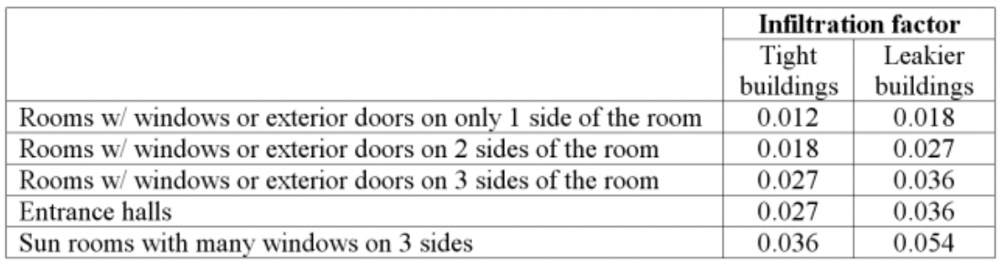 Infiltration factor
Tight buildings Leakier buildings
Rooms w/ windows or exterior doors on only 1 side of the room 0.012 0.018
Rooms w/ windows or exterior doors on 2 sides of the room 0.018 0.027
Rooms w/ windows or exterior doors on 3 sides of the room 0.027 0.036
Entrance halls 0.027 0.036
Sun rooms with many windows on 3 sides 0.036 0.054